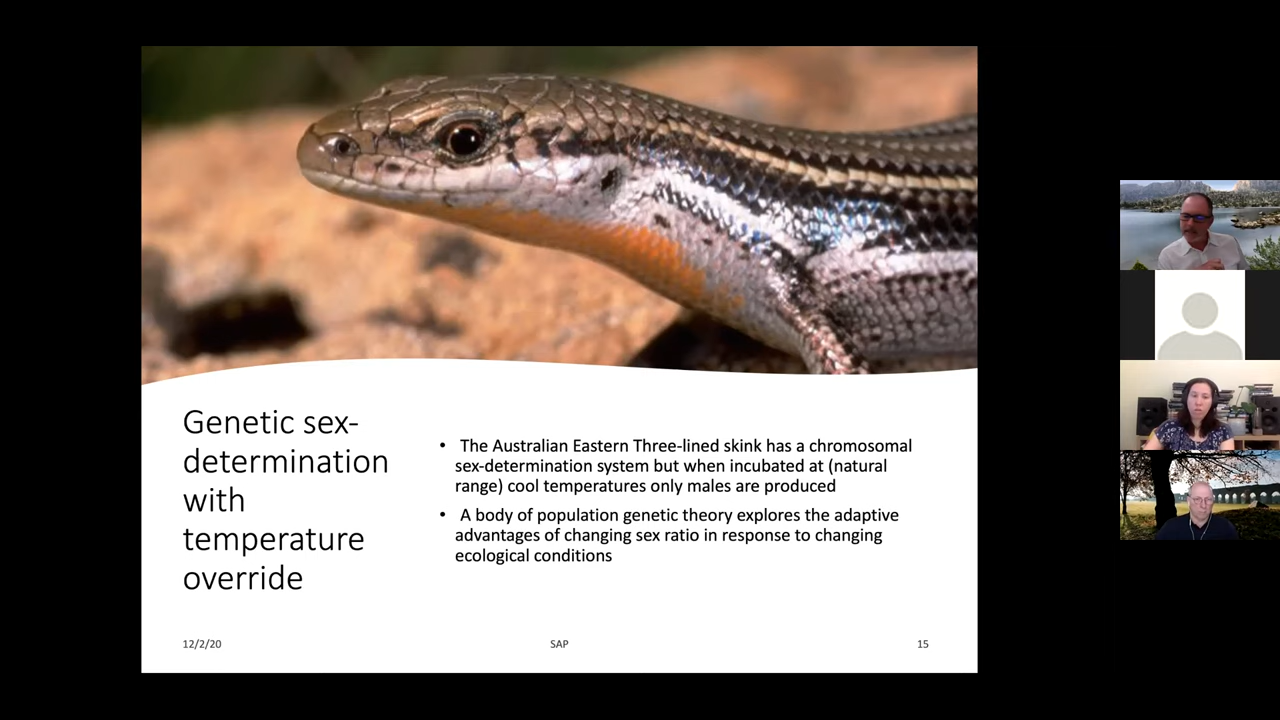 Genetic sex-
determination
with
temperature
override
• The Australian Eastern Three-lined skink has a chromosomal
sex-determination system but when incubated at (natural
range) cool temperatures only males are produced
• A body of population genetic theory explores the adaptive
advantages of changing sex ratio in response to changing
ecological conditions
12/2/20
SAP
15